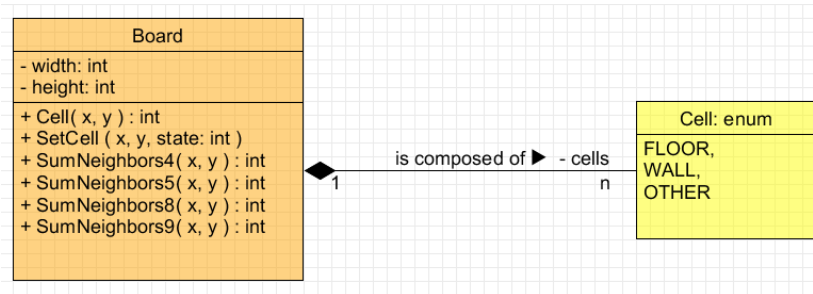 Board
- width: int
- height: int
+ Cell( x, y ) : int
+ SetCell ( x, y, state: int )
+ SumNeighbors4( x, y ) : int
+ SumNeighbors5( x, y ) : int
+ SumNeighbors8( x, y ) : int
+ SumNeighbors9( x, y ) : int
is composed of ▶ - cells
1
n
Cell: enum
FLOOR,
WALL,
OTHER